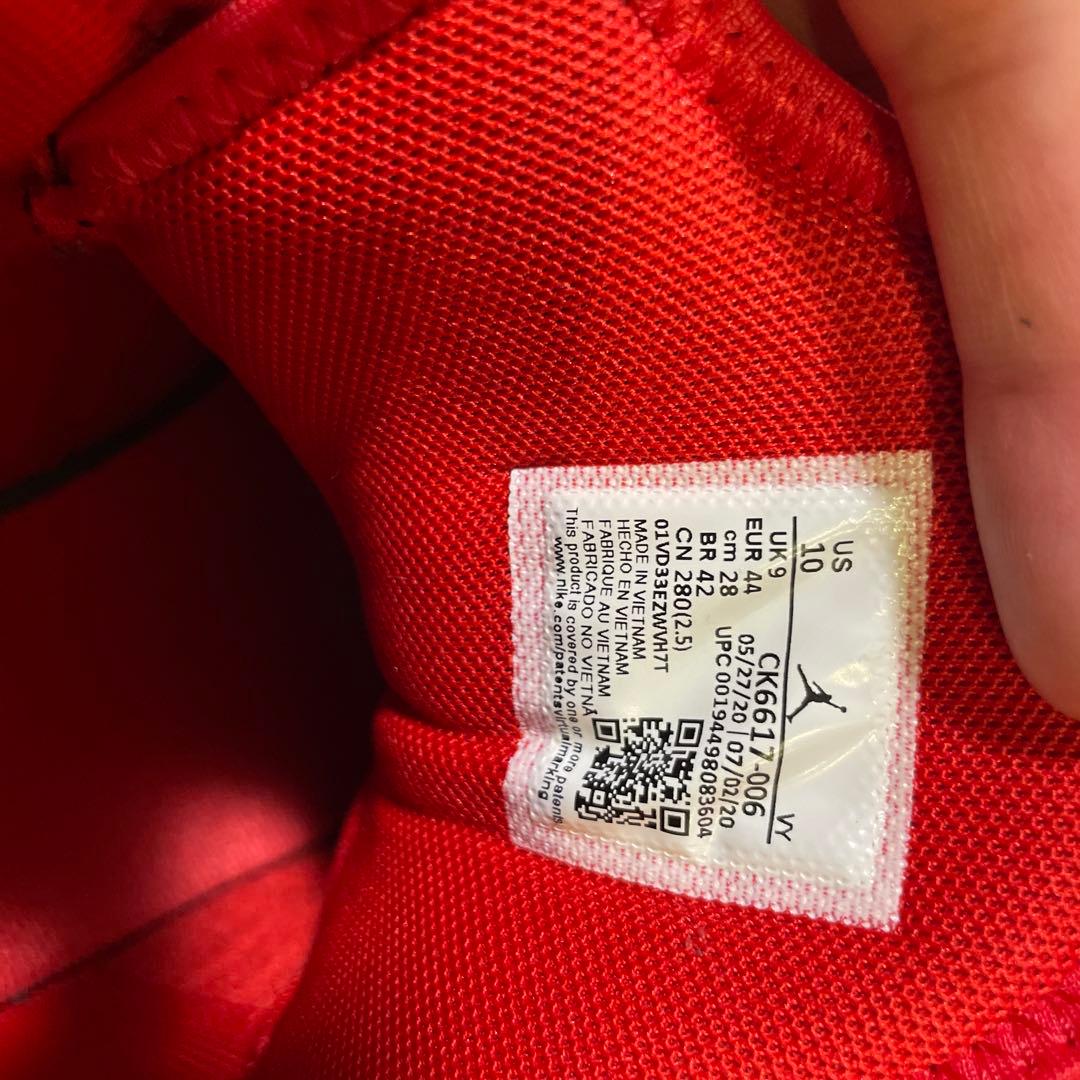 US
10
UK 9
EUR 44
cm 28
BR 42
CN 280(2.5)
CK6617-006
05/27/20 | 07/02/20
UPC 00194498083604
VY
01VD33EZWVH7T
MADE IN VIETNAM
HECHO EN VIETNAM
FABRIQUE AU VIETNAM
FABRICADO NO VIETNÃ
This product is covered by one or more patents
www.nike.com/patentsvirtualmarking